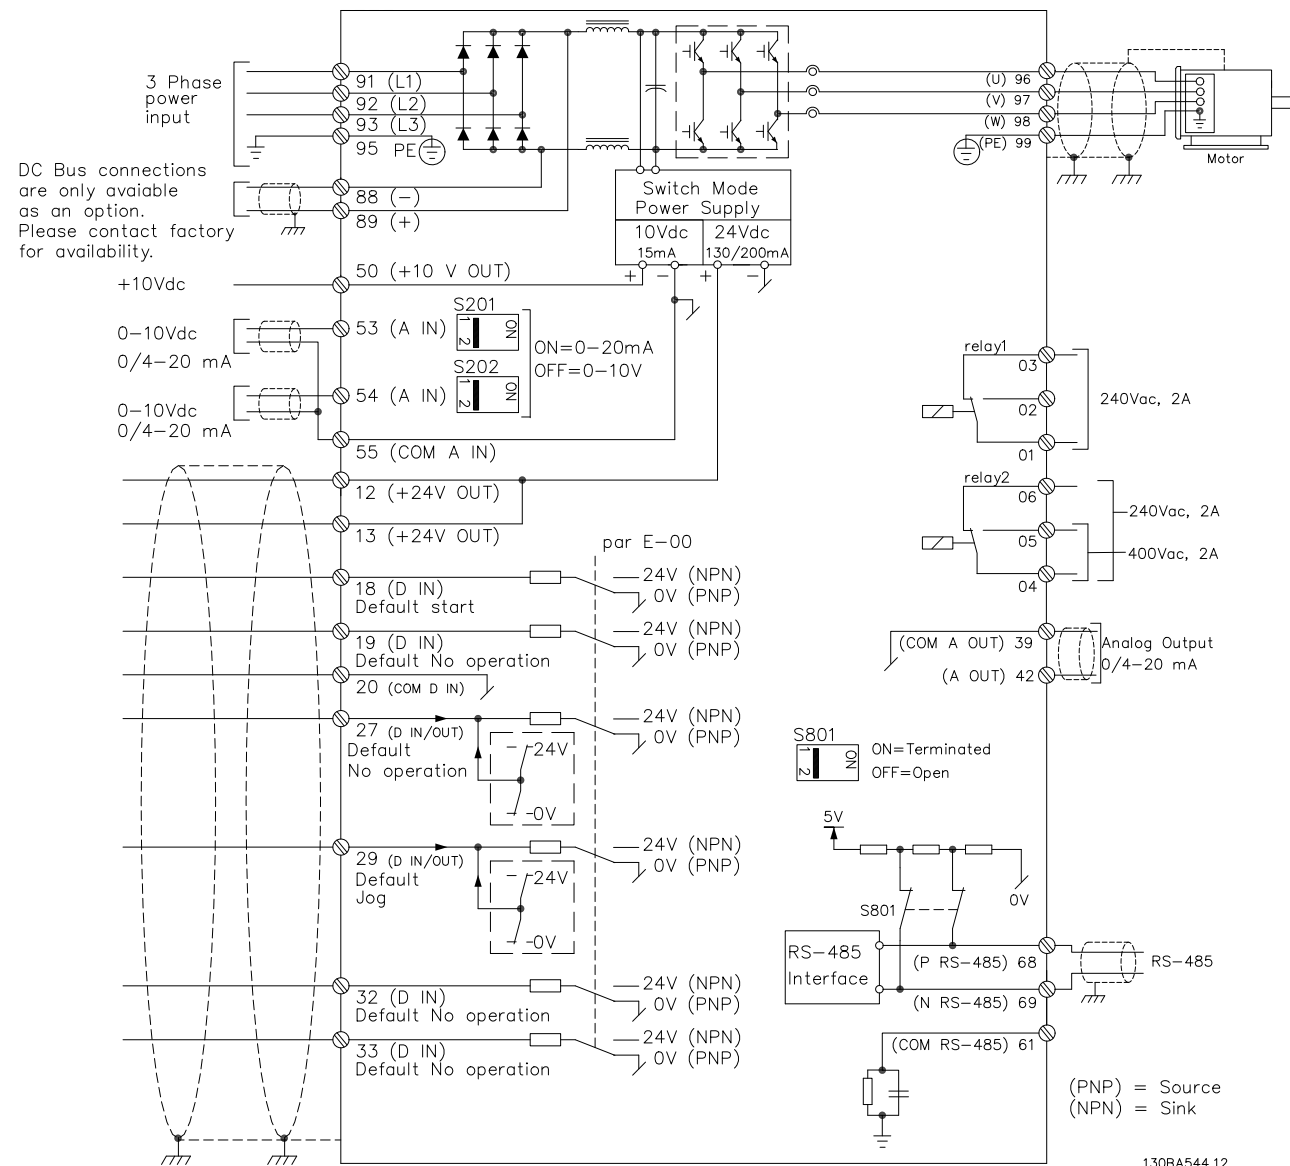 3 Phase
power
input
91 (L1)
92 (L2)
93 (L3)
95 PE
DC Bus connections
are only avaiable
as an option.
Please contact factory
for availability.
88 (−)
89 (+)
Switch Mode
Power Supply
10Vdc
15mA
24Vdc
130/200mA
+ − + −
(U) 96
(V) 97
(W) 98
(PE) 99
Motor
+10Vdc
50 (+10 V OUT)
0−10Vdc
0/4−20 mA
53 (A IN)
S201
1 2
ON
ON=0−20mA
OFF=0−10V
S202
1 2
ON
0−10Vdc
0/4−20 mA
54 (A IN)
55 (COM A IN)
12 (+24V OUT)
13 (+24V OUT)
relay1
03
02
01
240Vac, 2A
relay2
06
05
04
240Vac, 2A
400Vac, 2A
par E-00
18 (D IN)
Default start
24V (NPN)
0V (PNP)
19 (D IN)
Default No operation
24V (NPN)
0V (PNP)
20 (COM D IN)
27 (D IN/OUT)
Default
No operation
24V
0V
24V (NPN)
0V (PNP)
29 (D IN/OUT)
Default
Jog
24V
0V
24V (NPN)
0V (PNP)
32 (D IN)
Default No operation
24V (NPN)
0V (PNP)
33 (D IN)
Default No operation
24V (NPN)
0V (PNP)
(COM A OUT) 39
(A OUT) 42
Analog Output
0/4−20 mA
S801
1 2
ON
ON=Terminated
OFF=Open
5V
S801
0V
RS−485
Interface
(P RS−485) 68
(N RS−485) 69
RS−485
(COM RS−485) 61
(PNP) = Source
(NPN) = Sink
130BA544.12